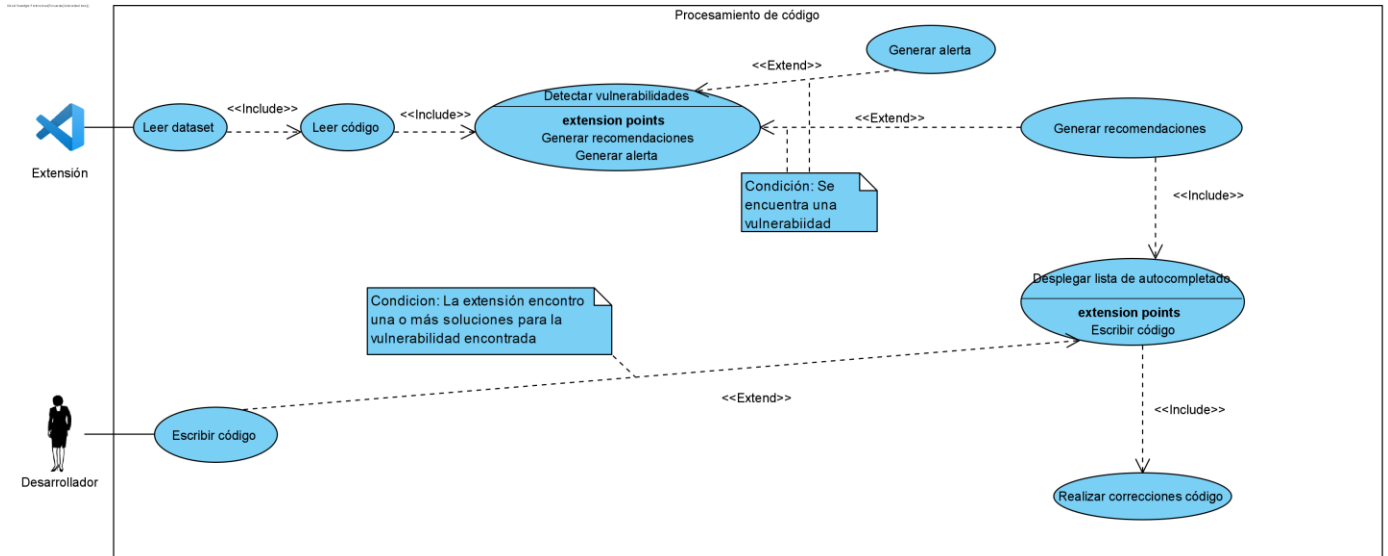 Procesamiento de código
Generar alerta
<<Extend>>
Detectar vulnerabilidades
extension points
Generar recomendaciones
Generar alerta
<<Include>>
Leer dataset
<<Include>>
Leer código
<<Extend>>
Generar recomendaciones
Extensión
Condición: Se
encuentra una
vulnerabiidad
<<Include>>
Desplegar lista de autocompletado
extension points
Escribir código
Condicion: La extensión encontro
una o más soluciones para la
vulnerabilidad encontrada
<<Extend>>
<<Include>>
Escribir código
Desarrollador
Realizar correcciones código